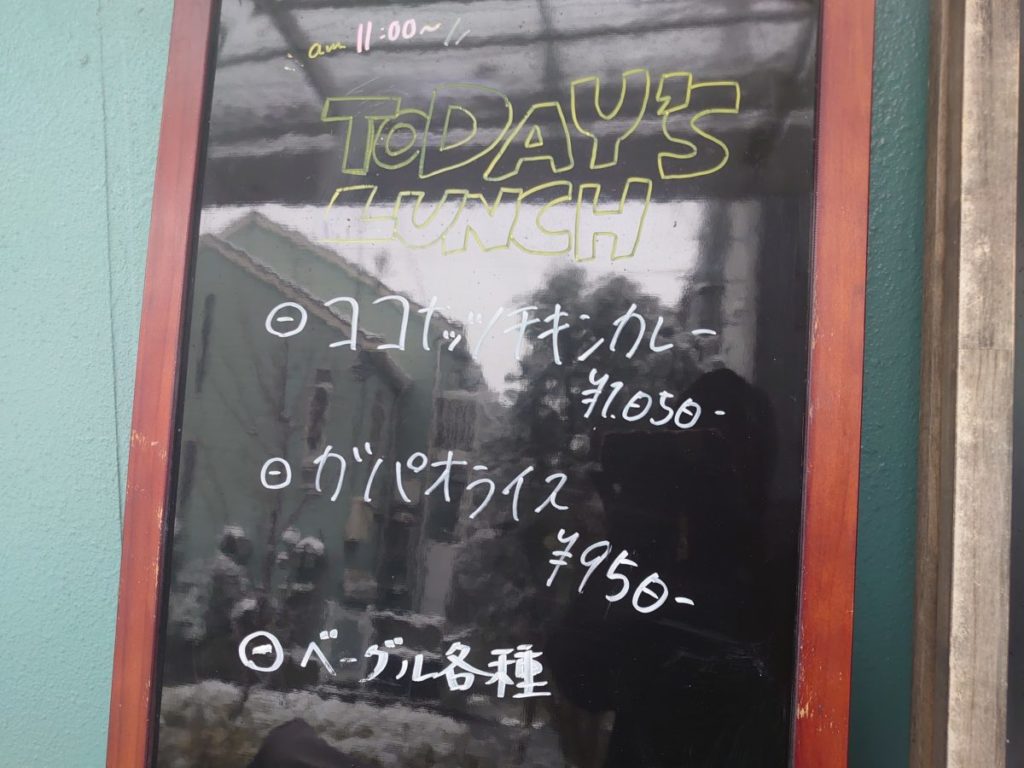 am 11:00~
TODAY'S
LUNCH
ココナッツチキンカレー
¥1.050-
ガパオライス
¥950-
ベーグル各種